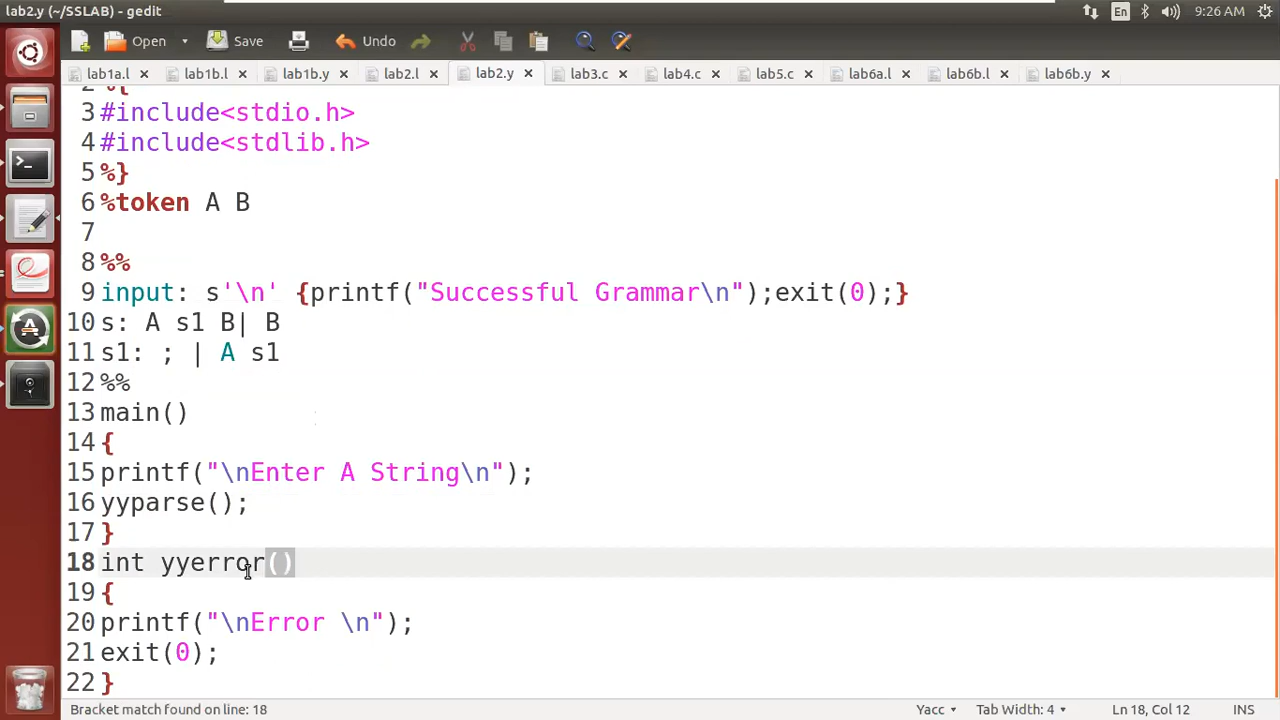 lab2.y (~/SSLAB) - gedit
En
9:26 AM
Open
Save
Undo
lab1a.l
lab1b.l
lab1b.y
lab2.l
lab2.y
lab3.c
lab4.c
lab5.c
lab6a.l
lab6b.l
lab6b.y
%{
3 #include<stdio.h>
4 #include<stdlib.h>
5 %}
6 %token A B
7
8 %%
9 input: s'\n' {printf("Successful Grammar\n");exit(0);}
10 s: A s1 B| B
11 s1: ; | A s1
12 %%
13 main()
14 {
15 printf("\nEnter A String\n");
16 yyparse();
17 }
18 int yyerror()
19 {
20 printf("\nError \n");
21 exit(0);
22 }
Bracket match found on line: 18
Yacc
Tab Width: 4
Ln 18, Col 12
INS